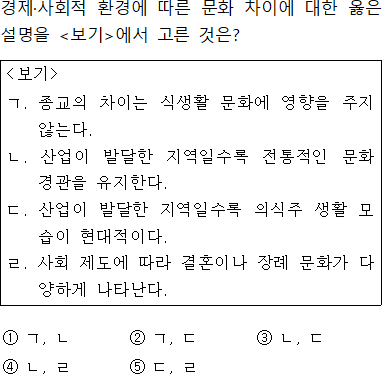 경제·사회적 환경에 따른 문화 차이에 대한 옳은
설명을 <보기>에서 고른 것은?
<보기>
ㄱ. 종교의 차이는 식생활 문화에 영향을 주지
않는다.
ㄴ. 산업이 발달한 지역일수록 전통적인 문화
경관을 유지한다.
ㄷ. 산업이 발달한 지역일수록 의식주 생활 모
습이 현대적이다.
ㄹ. 사회 제도에 따라 결혼이나 장례 문화가 다
양하게 나타난다.
① ㄱ, ㄴ ② ㄱ, ㄷ ③ ㄴ, ㄷ
④ ㄴ, ㄹ ⑤ ㄷ, ㄹ